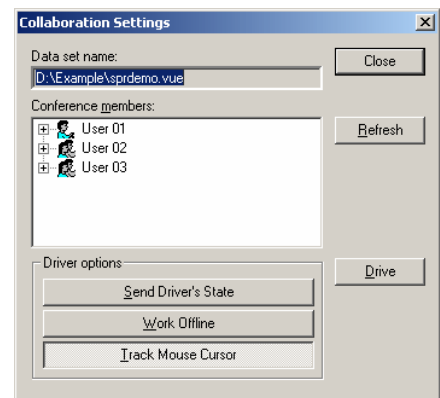 Collaboration Settings
Data set name:
Close
D:\Example\sprdemo.vue
Conference members:
User 01
Refresh
User 02
User 03
Driver options
Drive
Send Driver's State
Work Offline
Track Mouse Cursor